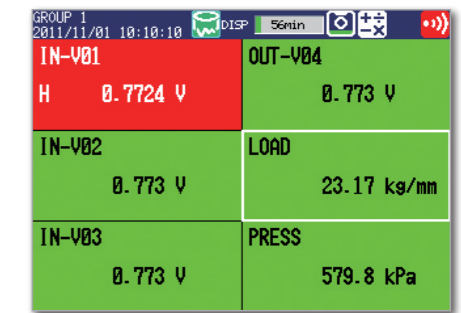 GROUP 1
2011/11/01 10:10:10 DISP 56min
IN-V01
H 0.7724 V
OUT-V04
0.773 V
IN-V02
0.773 V
LOAD
23.17 kg/mm
IN-V03
0.773 V
PRESS
579.8 kPa